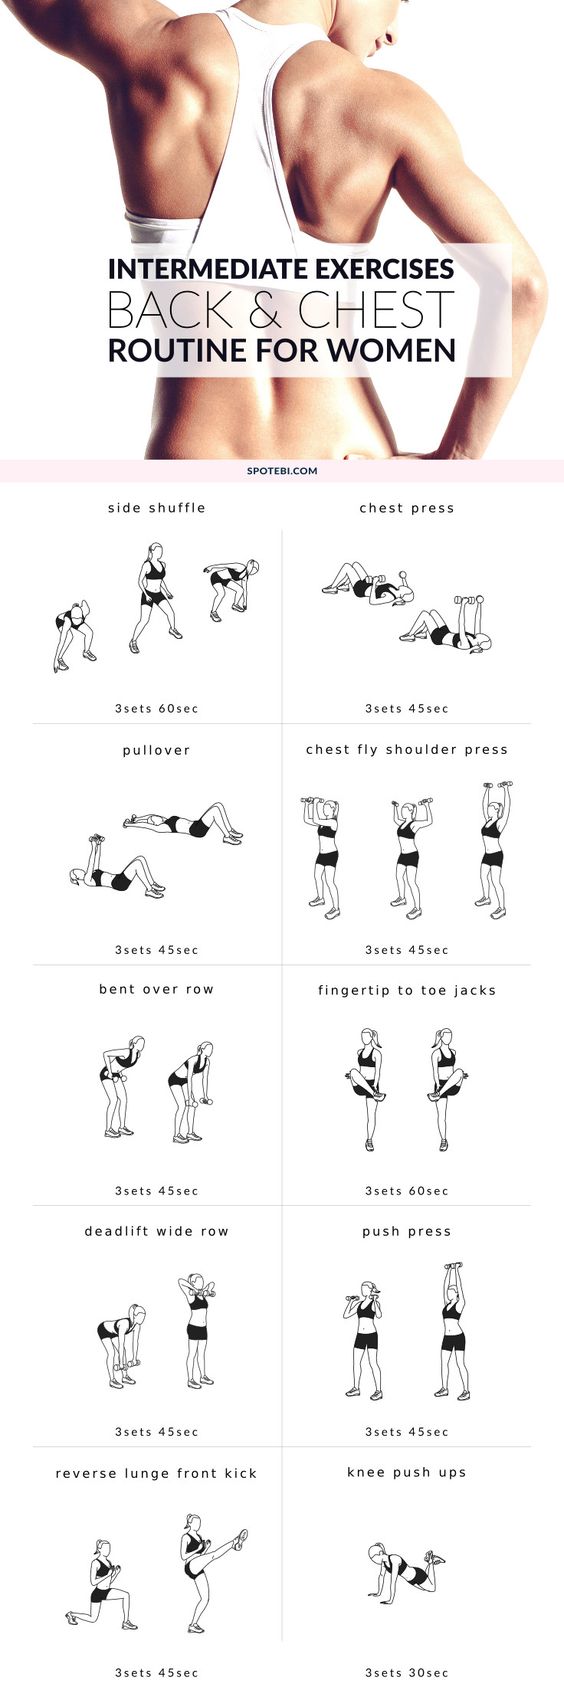 INTERMEDIATE EXERCISES
BACK & CHEST
ROUTINE FOR WOMEN
SPOTEBI.COM
side shuffle
3sets 60sec
chest press
3sets 45sec
pullover
3sets 45sec
chest fly shoulder press
3sets 45sec
bent over row
3sets 45sec
fingertip to toe jacks
3sets 60sec
deadlift wide row
3sets 45sec
push press
3sets 45sec
reverse lunge front kick
3sets 45sec
knee push ups
3sets 30sec